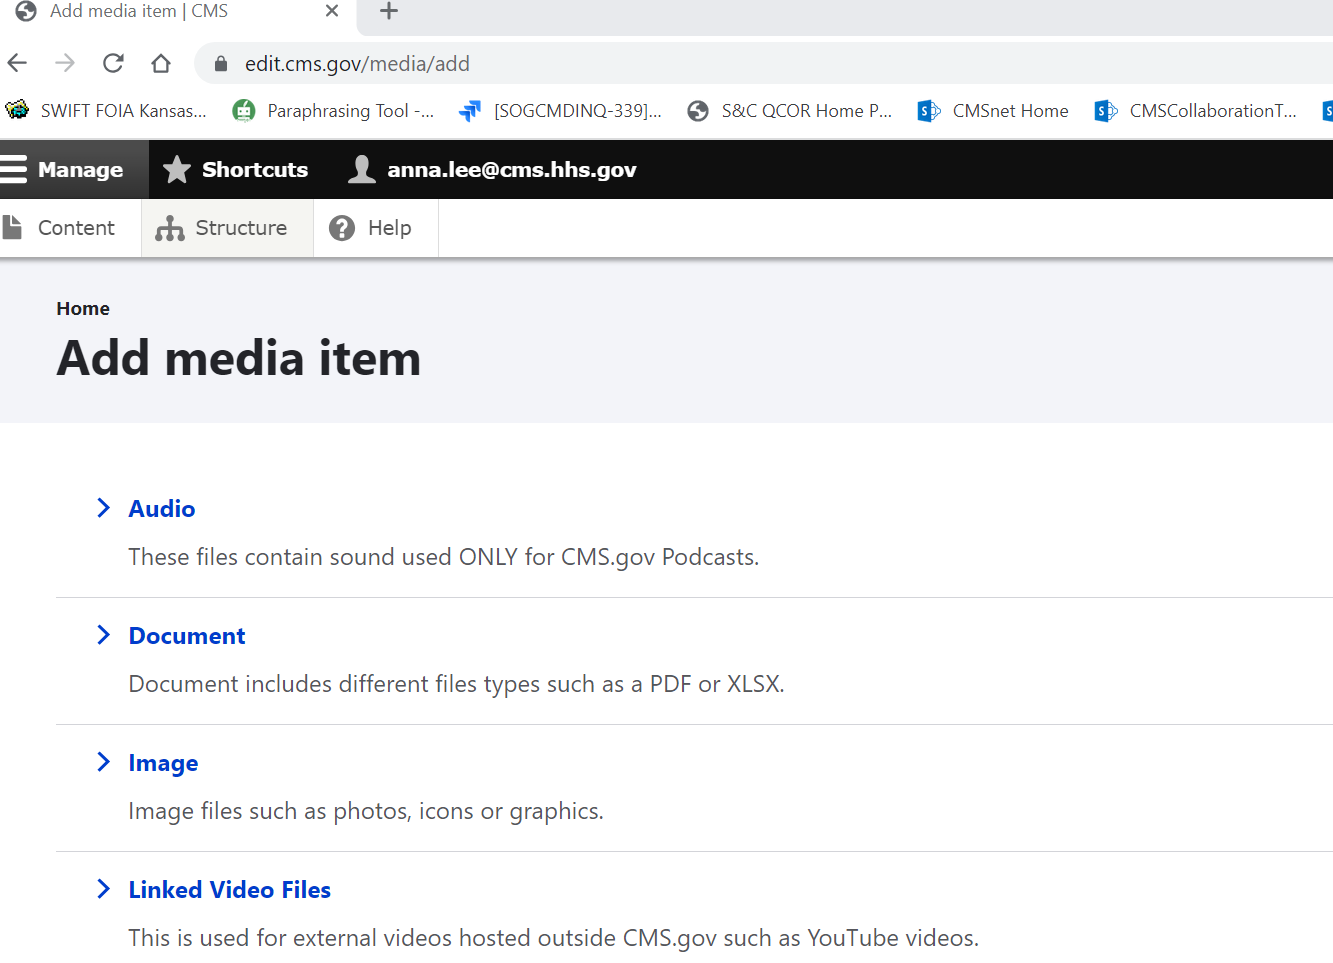 Add media item | CMS
edit.cms.gov/media/add
SWIFT FOIA Kansas... Paraphrasing Tool -... [SOGCMDINQ-339]... S&C QCOR Home P... CMSnet Home CMSCollaborationT...
Manage Shortcuts anna.lee@cms.hhs.gov
Content Structure Help
Home
Add media item
Audio
These files contain sound used ONLY for CMS.gov Podcasts.
Document
Document includes different files types such as a PDF or XLSX.
Image
Image files such as photos, icons or graphics.
Linked Video Files
This is used for external videos hosted outside CMS.gov such as YouTube videos.